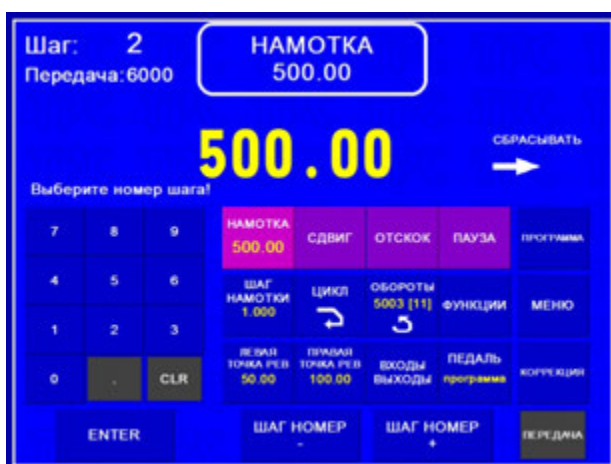 Шаг: 2
Передача:6000
НАМОТКА
500.00
500.00
СБРАСЫВАТЬ
Выберите номер шага!
7 8 9
НАМОТКА
500.00
СДВИГ
ОТСКОК
ПАУЗА
ПРОГРАММА
4 5 6
ШАГ
НАМОТКИ
1.000
ЦИКЛ
ОБОРОТЫ
5003 [11]
ФУНКЦИИ
МЕНЮ
1 2 3
ЛЕВАЯ
ТОЧКА РЕВ
50.00
ПРАВАЯ
ТОЧКА РЕВ
100.00
ВХОДЫ
ВЫХОДЫ
ПЕДАЛЬ
программа
КОРРЕКЦИЯ
0 . CLR
ENTER
ШАГ НОМЕР
-
ШАГ НОМЕР
+
ПЕРЕДАЧА